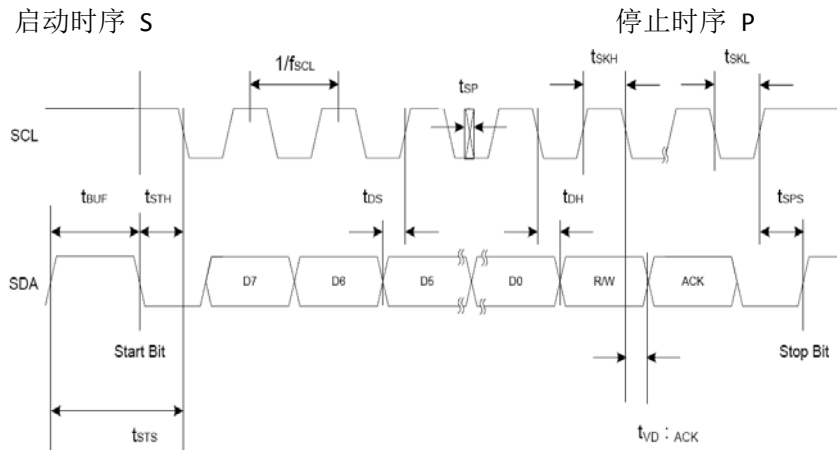 启动时序 S
停止时序 P
1/fSCL
tSP
tSKH
tSKL
SCL
tBUF
tSTH
tDS
tDH
tSPS
SDA
D7
D6
D5
D0
R/W
ACK
Start Bit
Stop Bit
tSTS
tVD：ACK